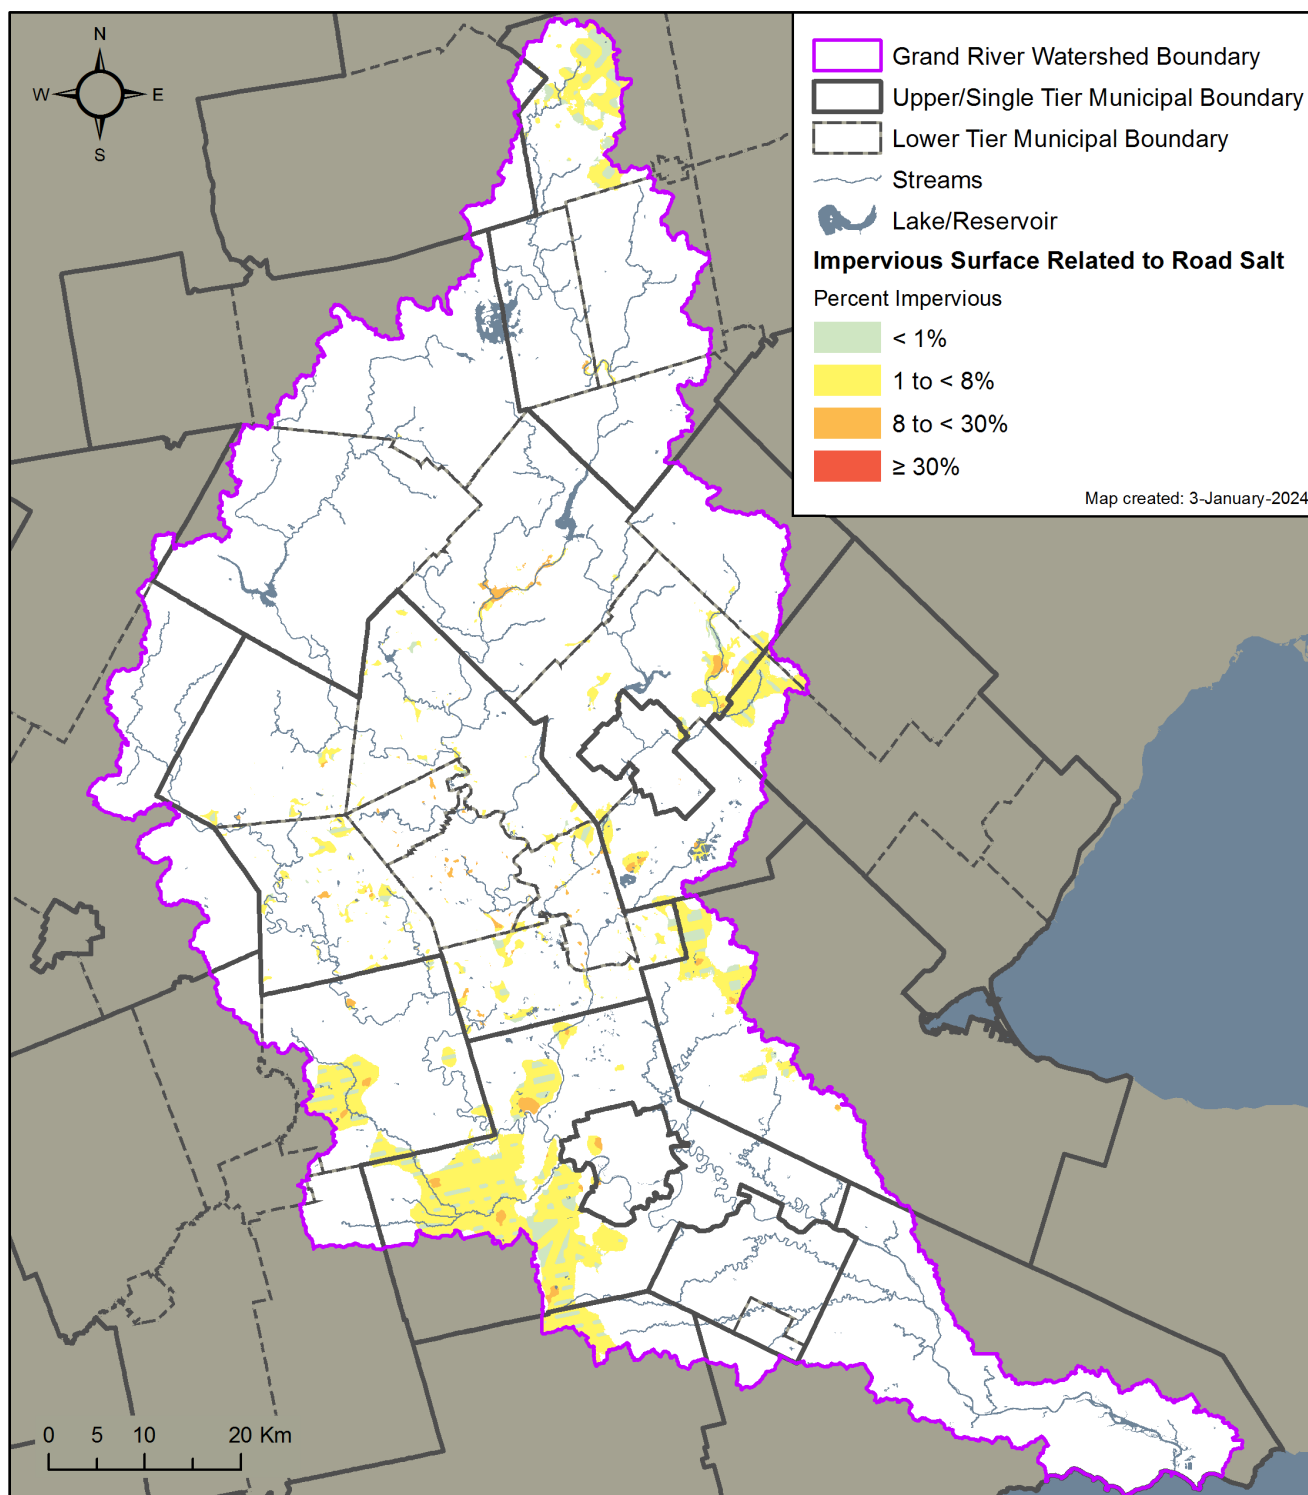 N
W E
S
Grand River Watershed Boundary
Upper/Single Tier Municipal Boundary
Lower Tier Municipal Boundary
Streams
Lake/Reservoir
Impervious Surface Related to Road Salt
Percent Impervious
< 1%
1 to < 8%
8 to < 30%
≥ 30%
Map created: 3-January-2024
0 5 10 20 Km